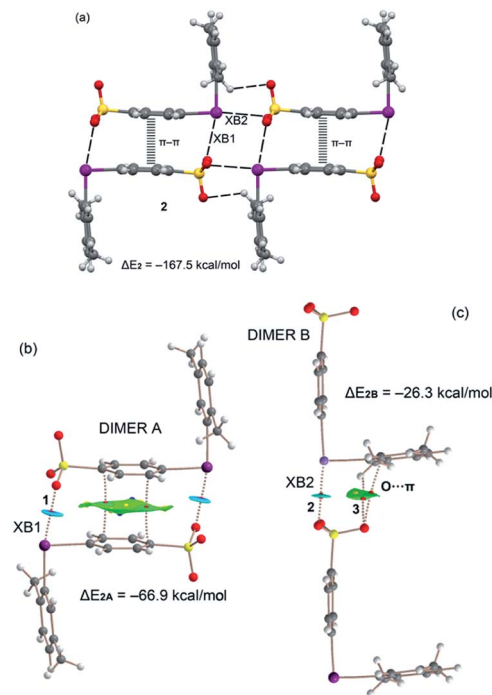 (a)
XB2
XB1
π–π
π–π
2
ΔE2 = –167.5 kcal/mol
(b)
(c)
DIMER B
DIMER A
ΔE2B = –26.3 kcal/mol
1
XB1
XB2
O···π
2
3
ΔE2A = –66.9 kcal/mol